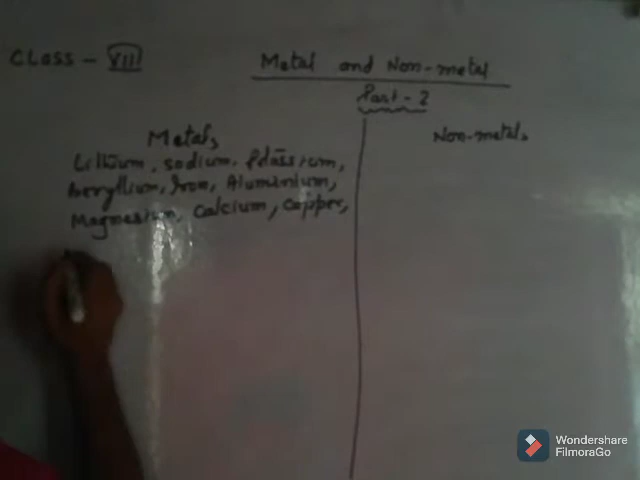 CLASS - VII
Metal and Non-metal
Part - 2
Metals
Lithium, Sodium, Potassium,
Beryllium, Iron, Aluminium,
Magnesium, Calcium, Copper,
Non-metals
Wondershare
FilmoraGo